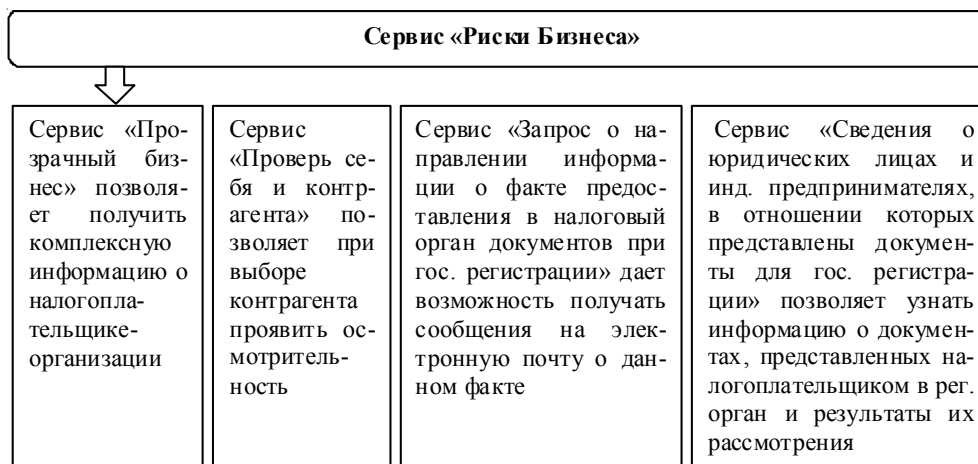 Сервис «Риски Бизнеса»
Сервис «Про-
зрачный биз-
нес» позволя-
ет получить
комплексную
информацию о
налогопла-
тельщике-
организации
Сервис
«Проверь се-
бя и контр-
агента» по-
зволяет при
выборе
контрагента
проявить ос-
мотритель-
ность
Сервис «Запрос о на-
правлении информа-
ции о факте предос-
тавления в налоговый
орган документов при
гос. регистрации» дает
возможность получать
сообщения на элек-
тронную почту о дан-
ном факте
Сервис «Сведения о
юридических лицах и
инд. предпринимателях,
в отношении которых
представлены докумен-
ты для гос. регистра-
ции» позволяет узнать
информацию о докумен-
тах, представленных на-
логоплательщиком в рег.
орган и результаты их
рассмотрения